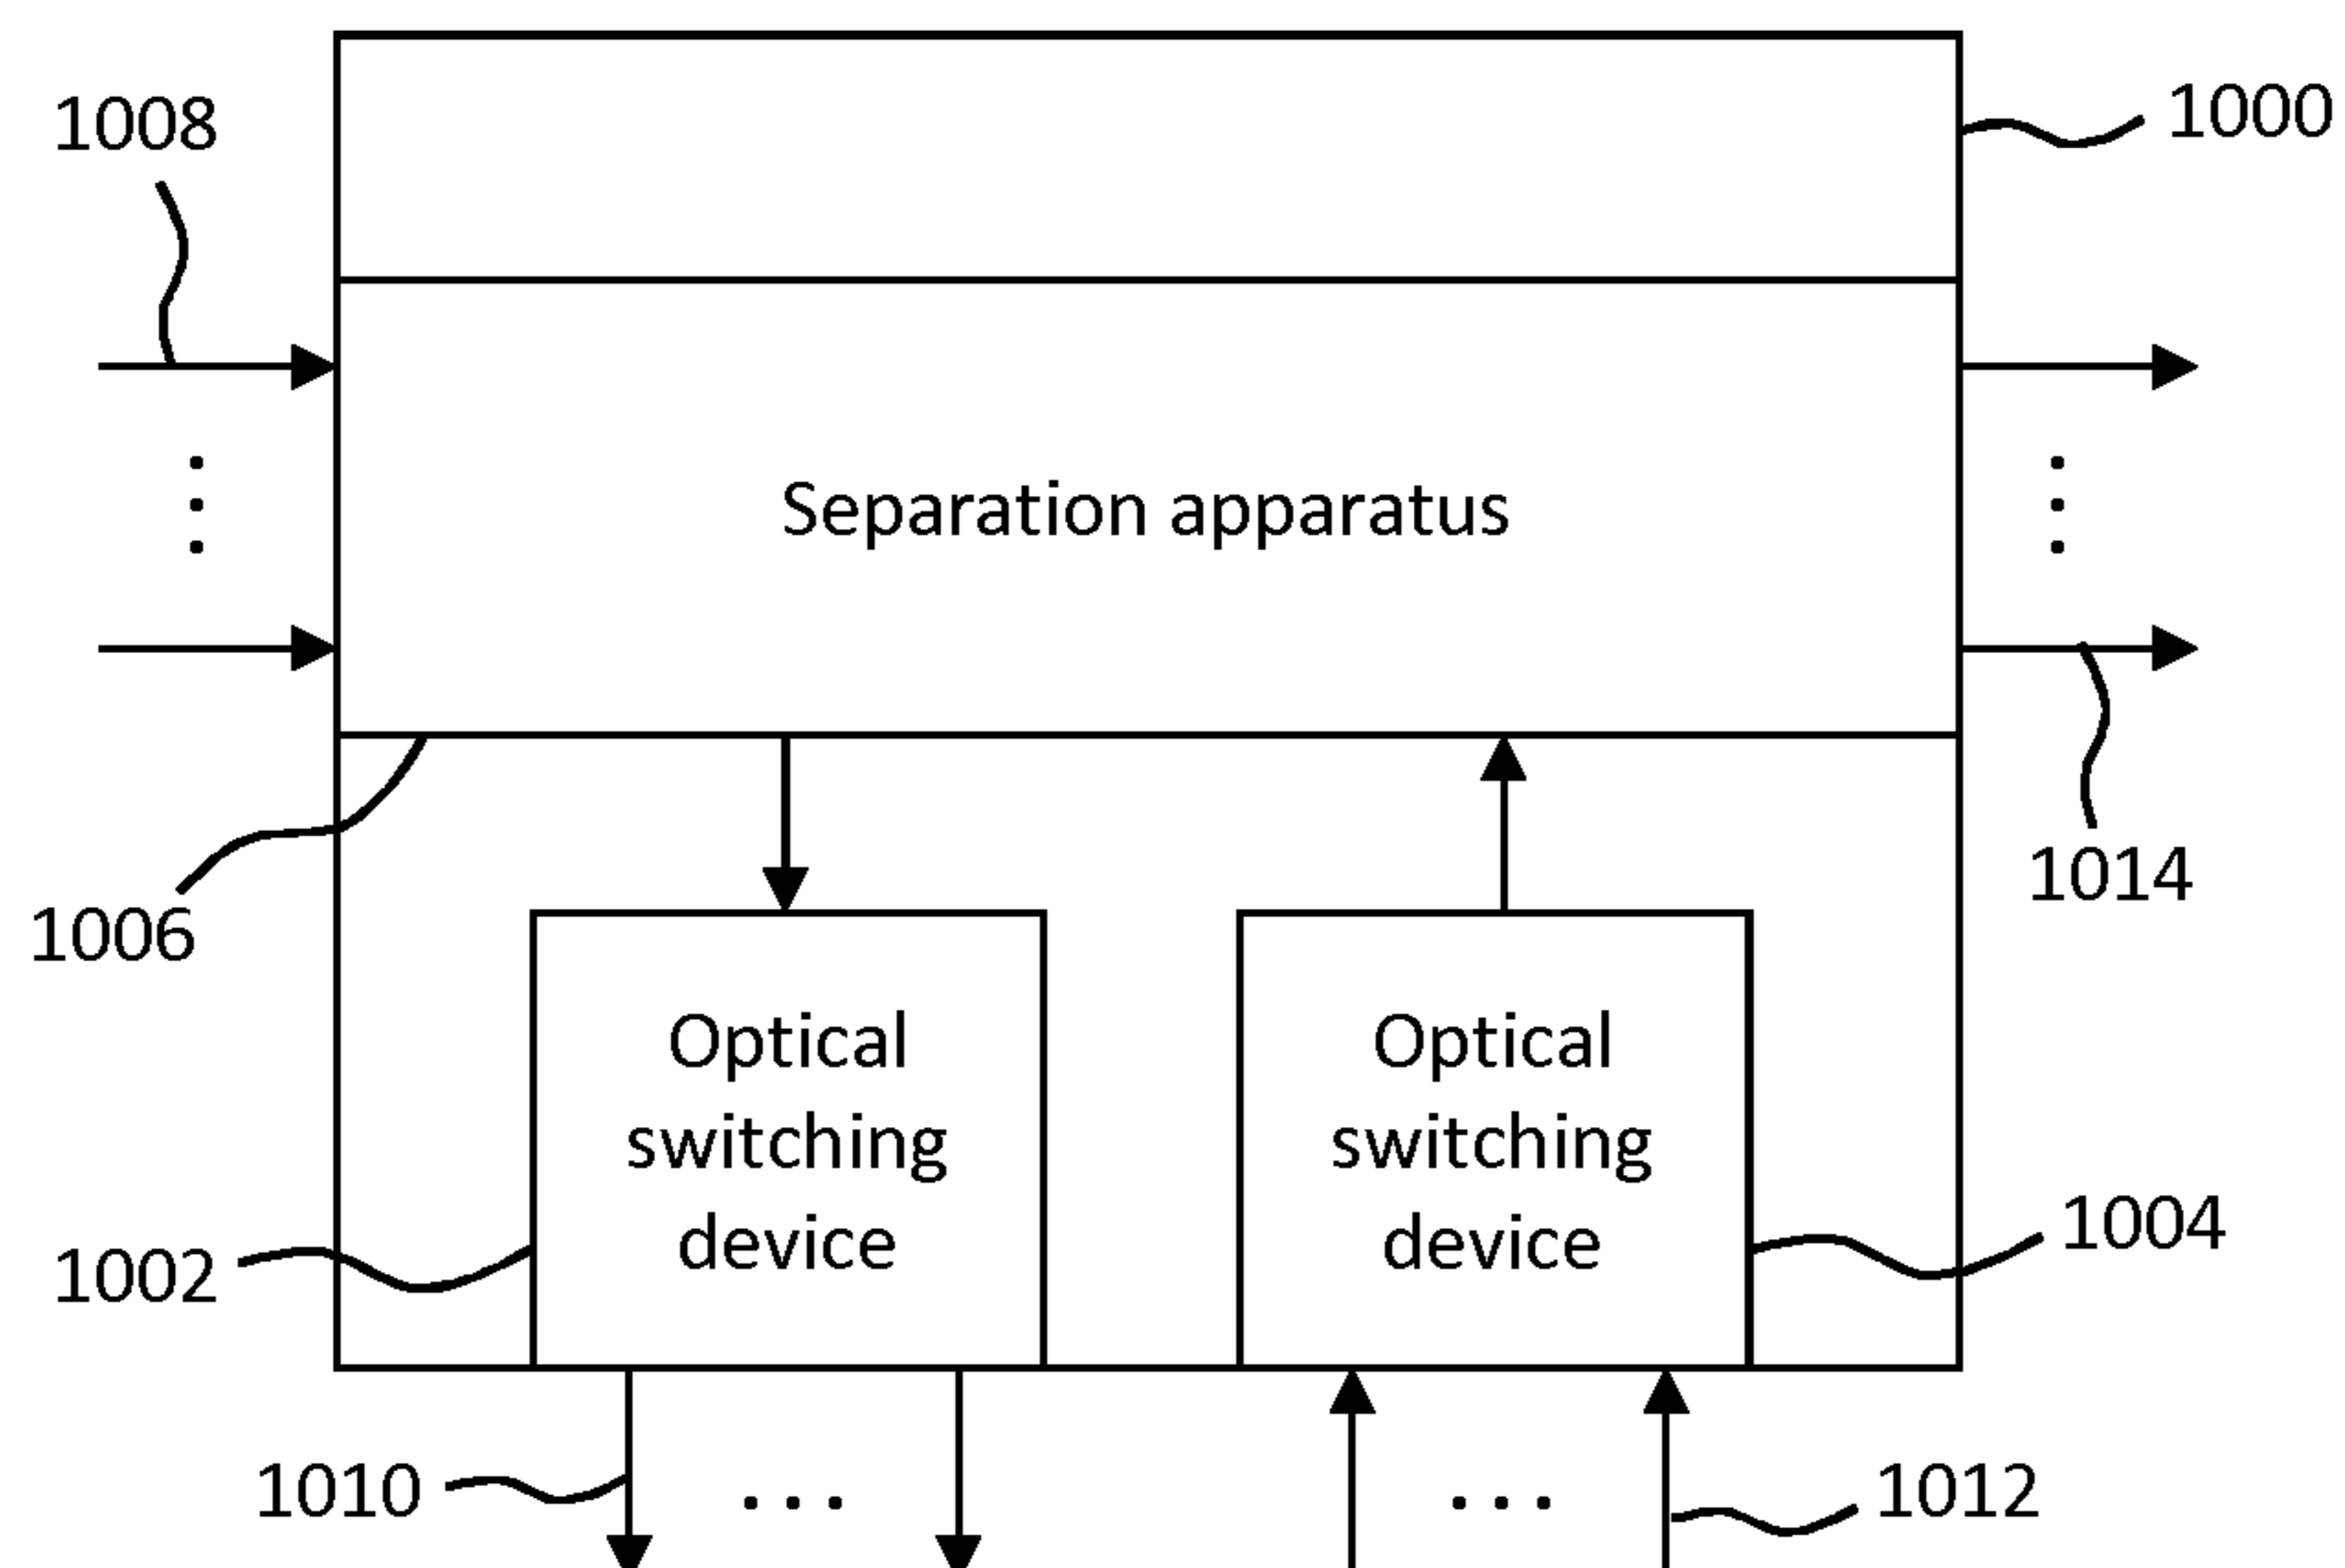 1008
1000
Separation apparatus
1014
1006
Optical
switching
device
Optical
switching
device
1002
1004
1010
...
...
1012